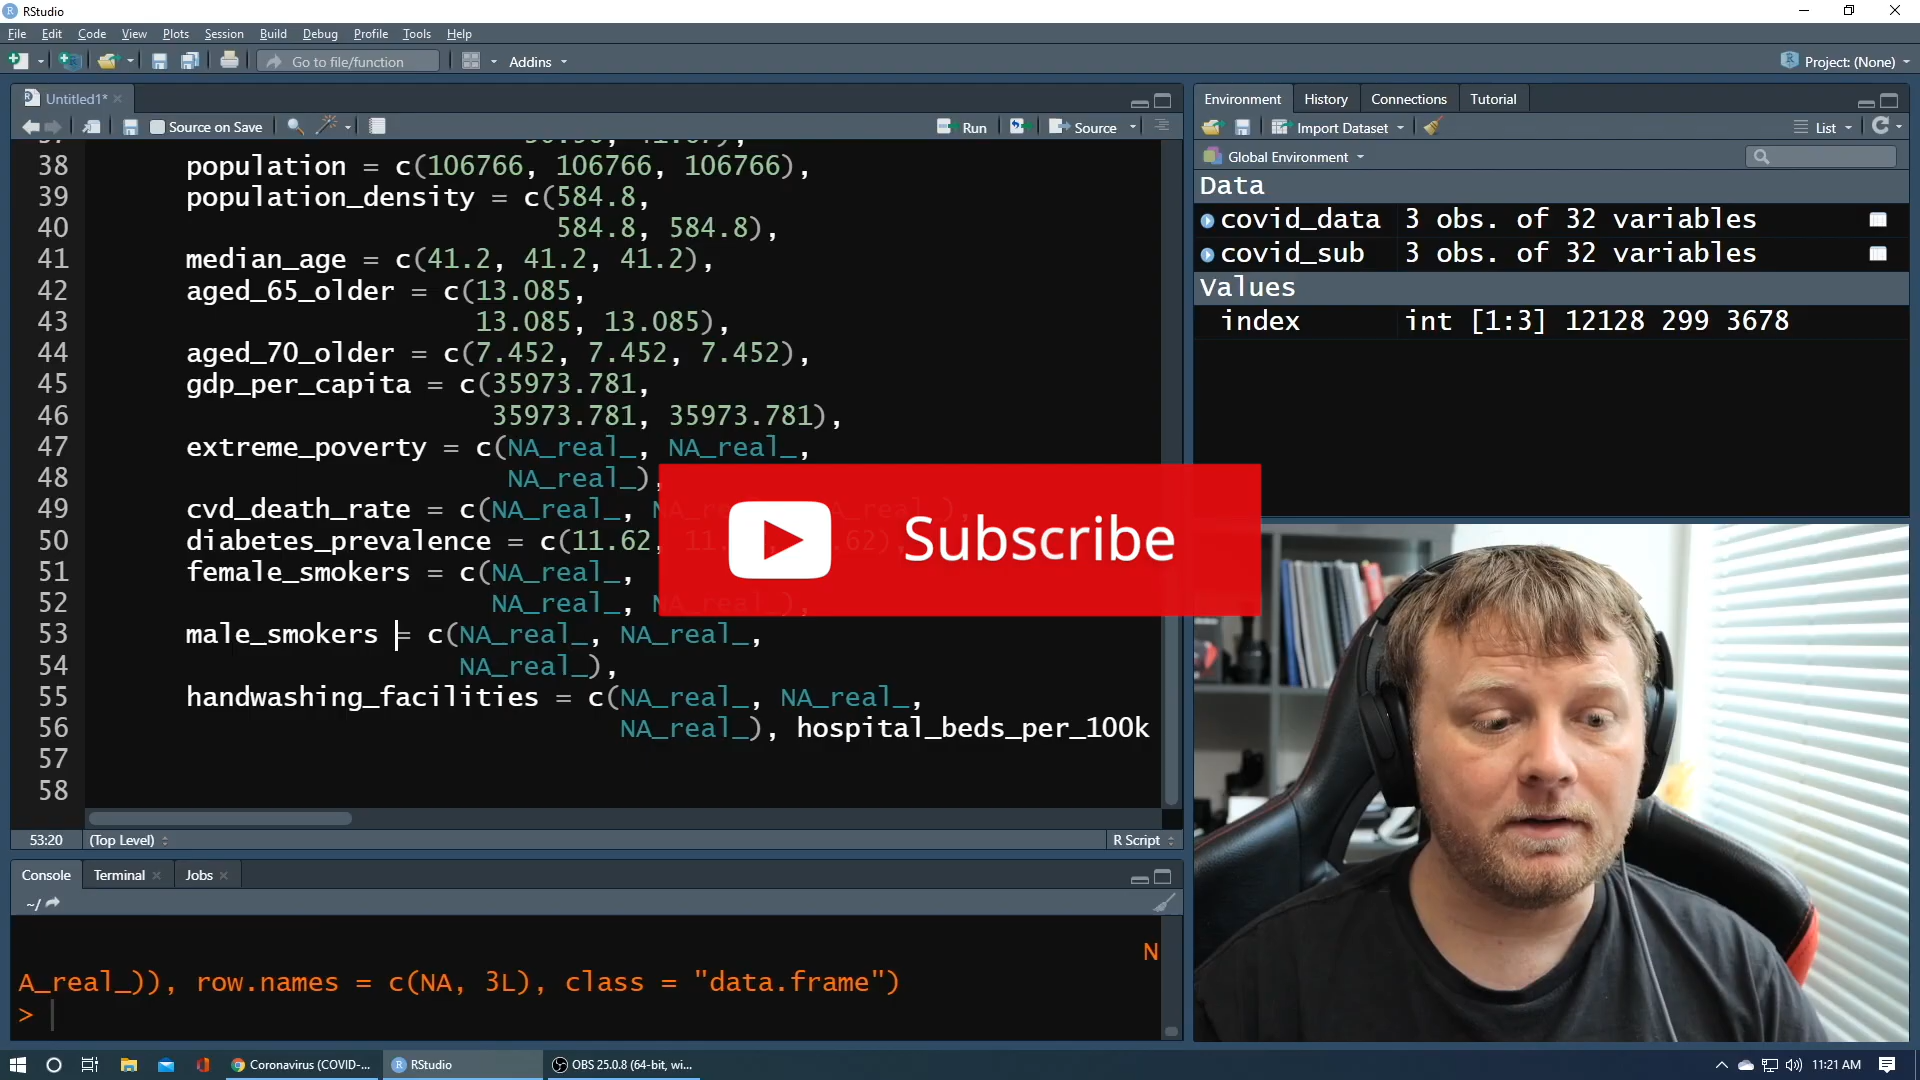 RStudio
File Edit Code View Plots Session Build Debug Profile Tools Help
Go to file/function Addins Project: (None)
Untitled1*
Source on Save Run Source
38 population = c(106766, 106766, 106766),
39 population_density = c(584.8,
40 584.8, 584.8),
41 median_age = c(41.2, 41.2, 41.2),
42 aged_65_older = c(13.085,
43 13.085, 13.085),
44 aged_70_older = c(7.452, 7.452, 7.452),
45 gdp_per_capita = c(35973.781,
46 35973.781, 35973.781),
47 extreme_poverty = c(NA_real_, NA_real_,
48 NA_real_),
49 cvd_death_rate = c(NA_real_,
50 diabetes_prevalence = c(11.62,
51 female_smokers = c(NA_real_,
52 NA_real_, NA_real_),
53 male_smokers = c(NA_real_, NA_real_,
54 NA_real_),
55 handwashing_facilities = c(NA_real_, NA_real_,
56 NA_real_), hospital_beds_per_100k
57
58
Subscribe
53:20 (Top Level) R Script
Console Terminal Jobs
~/
N
A_real_)), row.names = c(NA, 3L), class = "data.frame")
>
Environment History Connections Tutorial
Import Dataset List
Global Environment
Data
covid_data 3 obs. of 32 variables
covid_sub 3 obs. of 32 variables
Values
index int [1:3] 12128 299 3678
Coronavirus (COVID-... RStudio OBS 25.0.8 (64-bit, wi... 11:21 AM